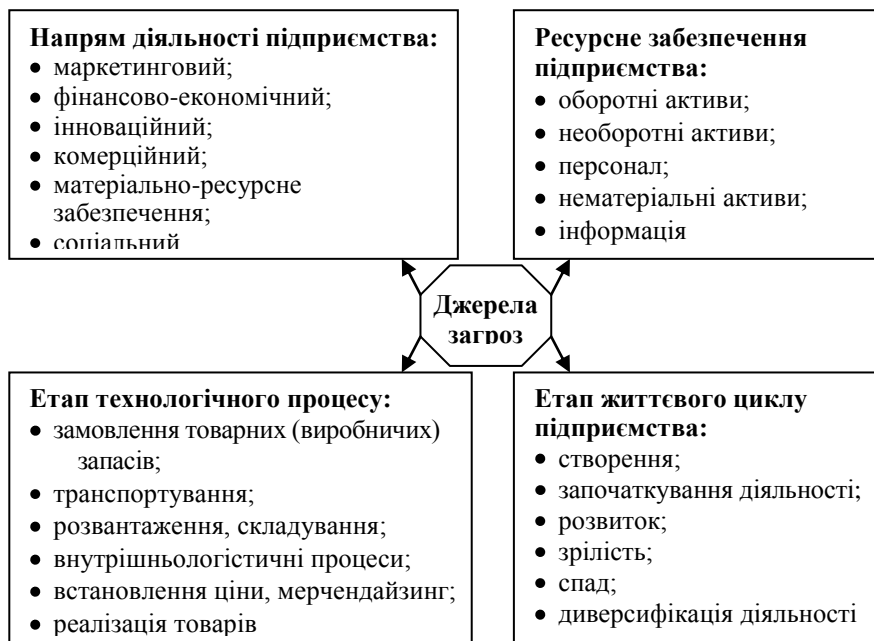 Напрям діяльності підприємства:
• маркетинговий;
• фінансово-економічний;
• інноваційний;
• комерційний;
• матеріально-ресурсне
забезпечення;
• соціальний
Ресурсне забезпечення
підприємства:
• оборотні активи;
• необоротні активи;
• персонал;
• нематеріальні активи;
• інформація
Джерела
загроз
Етап технологічного процесу:
• замовлення товарних (виробничих)
запасів;
• транспортування;
• розвантаження, складування;
• внутрішньологістичні процеси;
• встановлення ціни, мерчендайзинг;
• реалізація товарів
Етап життєвого циклу
підприємства:
• створення;
• започаткування діяльності;
• розвиток;
• зрілість;
• спад;
• диверсифікація діяльності